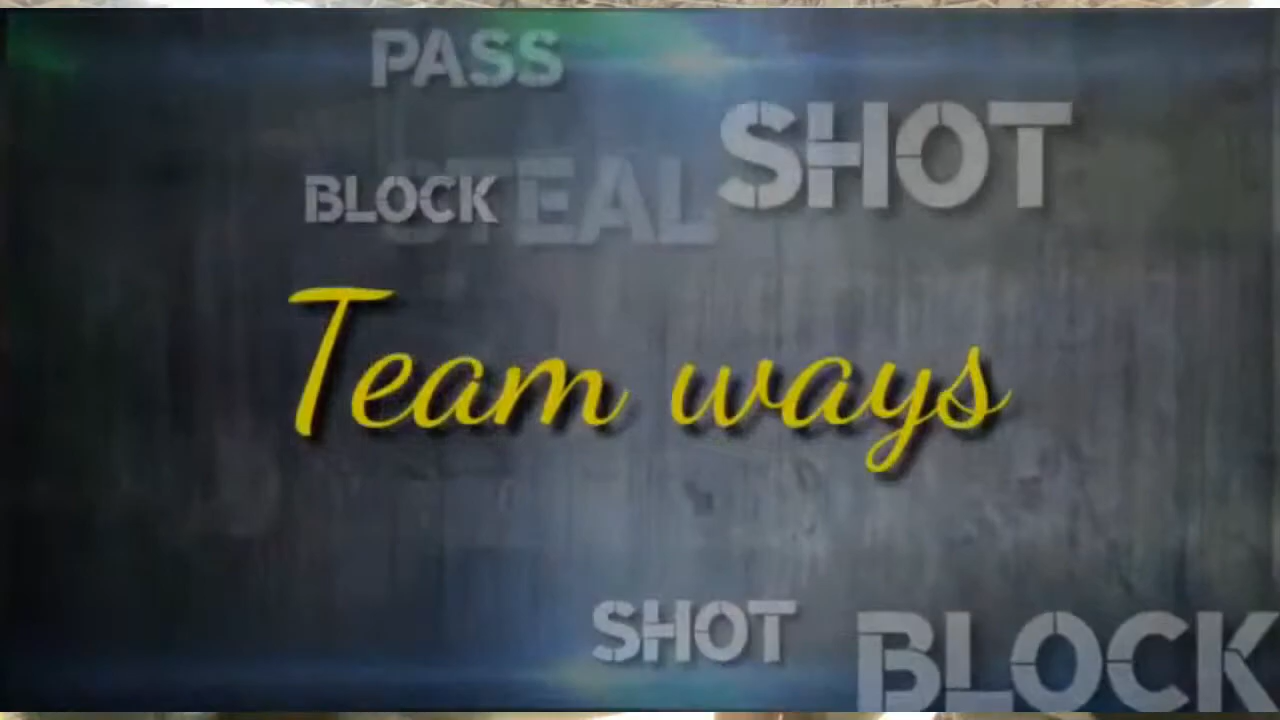 PASS
SHOT
BLOCK STEAL
Team ways
SHOT
BLOCK